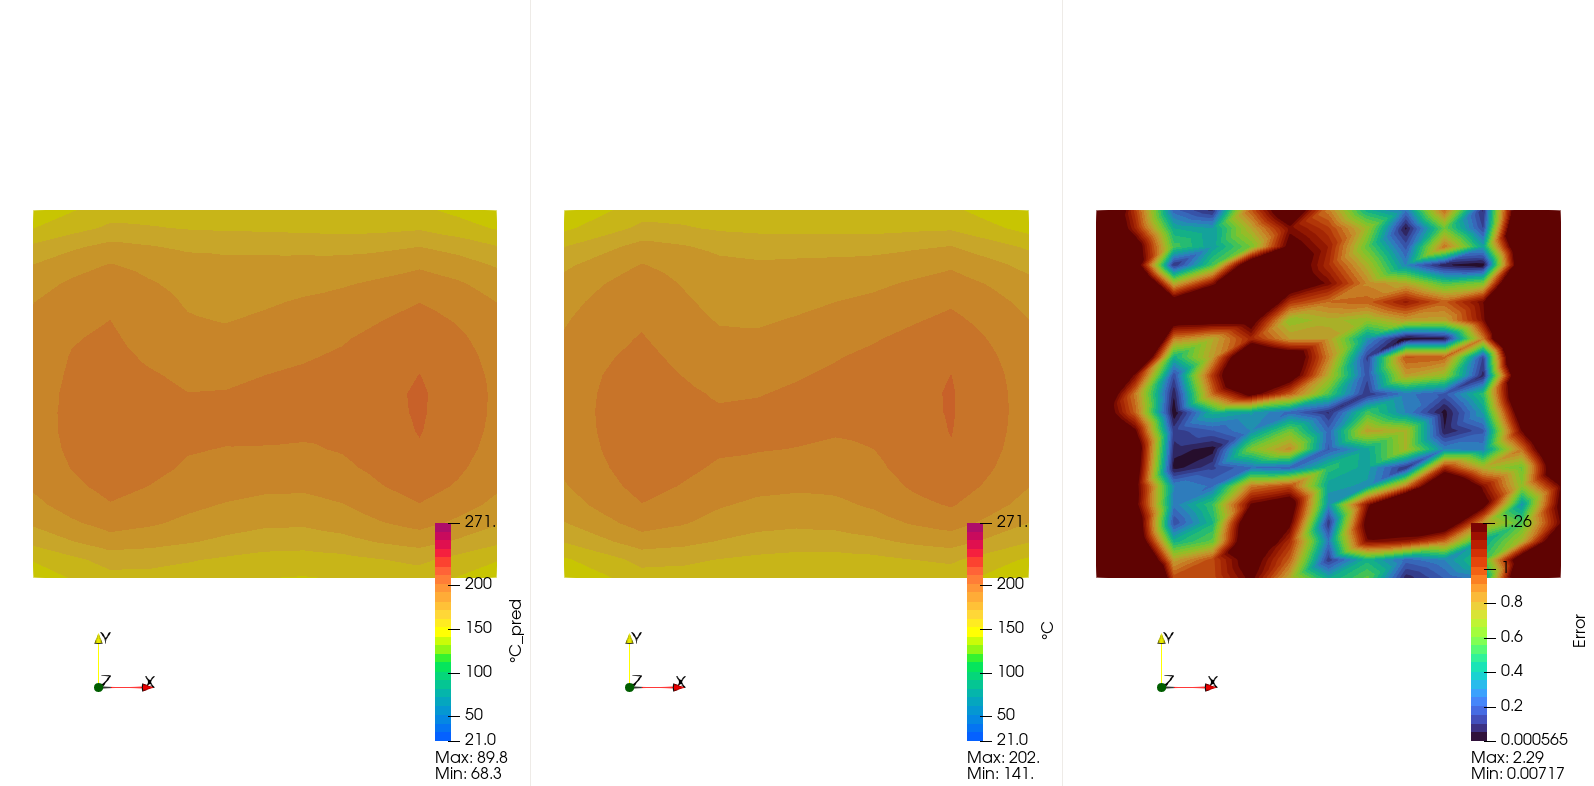 271.
200
150
100
50
21.0
°C_pred
Max: 89.8
Min: 68.3
Y
Z
X
271.
200
150
100
50
21.0
°C
Max: 202.
Min: 141.
Y
Z
X
1.26
1
0.8
0.6
0.4
0.2
0.000565
Error
Max: 2.29
Min: 0.00717
Y
Z
X